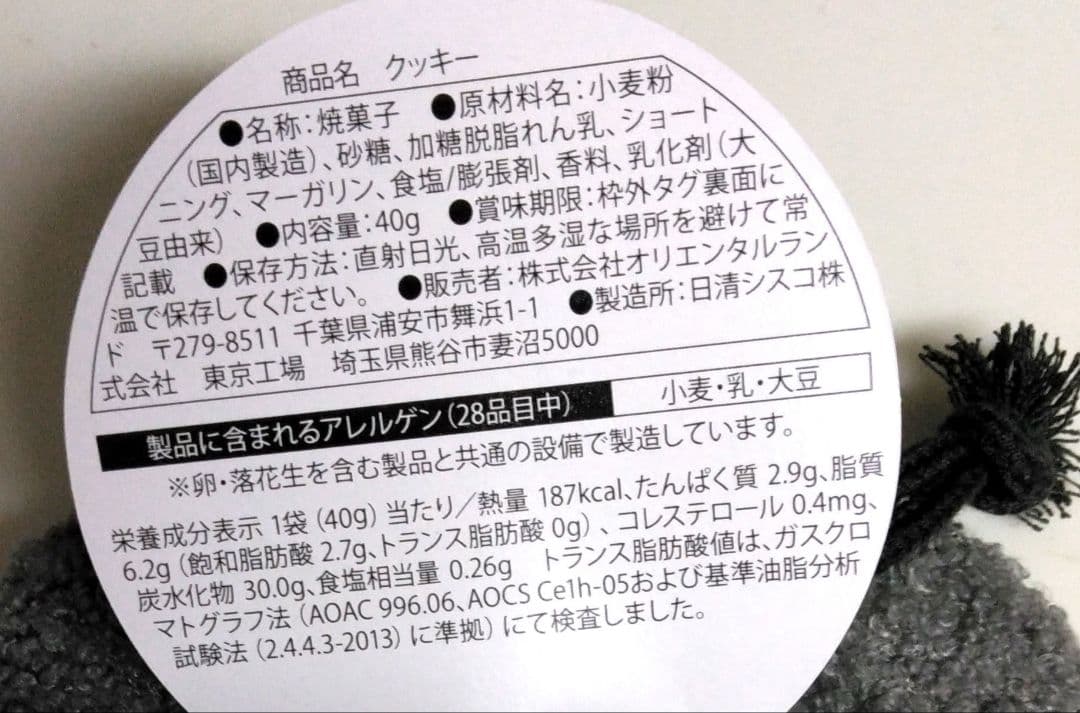 商品名 クッキー
●名称：焼菓子 ●原材料名：小麦粉
（国内製造）、砂糖、加糖脱脂れん乳、ショート
ニング、マーガリン、食塩/膨張剤、香料、乳化剤（大
豆由来） ●内容量：40g ●賞味期限：枠外タグ裏面に
記載 ●保存方法：直射日光、高温多湿な場所を避けて常
温で保存してください。 ●販売者：株式会社オリエンタルラン
ド 〒279-8511 千葉県浦安市舞浜1-1 ●製造所：日清シスコ株
式会社 東京工場 埼玉県熊谷市妻沼5000
製品に含まれるアレルゲン（28品目中） 小麦・乳・大豆
※卵・落花生を含む製品と共通の設備で製造しています。
栄養成分表示 1袋（40g）当たり／熱量 187kcal、たんぱく質 2.9g、脂質
6.2g（飽和脂肪酸 2.7g、トランス脂肪酸 0g）、コレステロール 0.4mg、
炭水化物 30.0g、食塩相当量 0.26g トランス脂肪酸値は、ガスクロ
マトグラフ法（AOAC 996.06、AOCS Ce1h-05および基準油脂分析
試験法（2.4.4.3-2013）に準拠）にて検査しました。